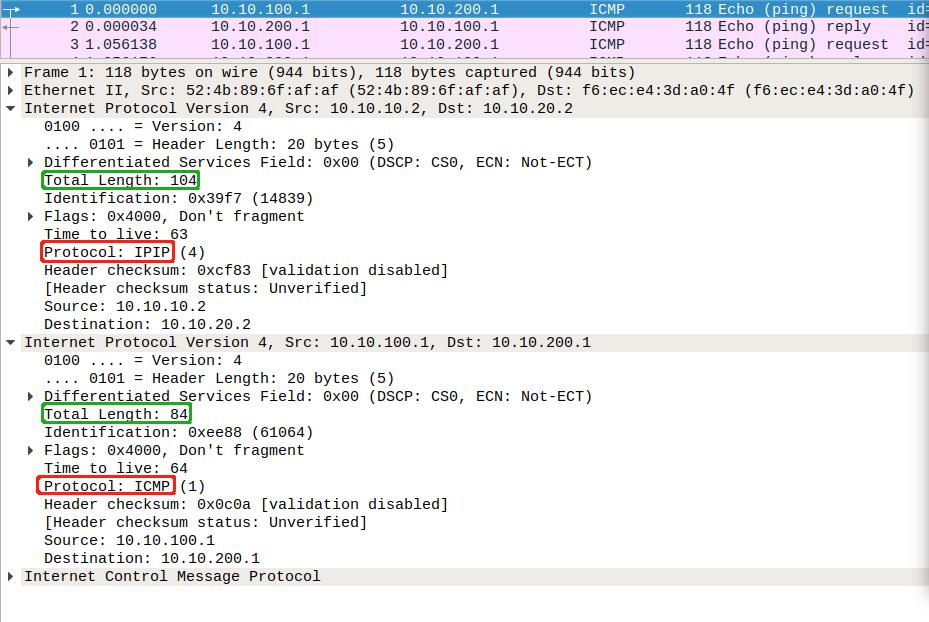 1 0.000000 10.10.100.1 10.10.200.1 ICMP 118 Echo (ping) request id=
2 0.000034 10.10.200.1 10.10.100.1 ICMP 118 Echo (ping) reply id=
3 1.056138 10.10.100.1 10.10.200.1 ICMP 118 Echo (ping) request id=
Frame 1: 118 bytes on wire (944 bits), 118 bytes captured (944 bits)
Ethernet II, Src: 52:4b:89:6f:af:af (52:4b:89:6f:af:af), Dst: f6:ec:e4:3d:a0:4f (f6:ec:e4:3d:a0:4f)
Internet Protocol Version 4, Src: 10.10.10.2, Dst: 10.10.20.2
0100 .... = Version: 4
.... 0101 = Header Length: 20 bytes (5)
Differentiated Services Field: 0x00 (DSCP: CS0, ECN: Not-ECT)
Total Length: 104
Identification: 0x39f7 (14839)
Flags: 0x4000, Don't fragment
Time to live: 63
Protocol: IPIP (4)
Header checksum: 0xcf83 [validation disabled]
[Header checksum status: Unverified]
Source: 10.10.10.2
Destination: 10.10.20.2
Internet Protocol Version 4, Src: 10.10.100.1, Dst: 10.10.200.1
0100 .... = Version: 4
.... 0101 = Header Length: 20 bytes (5)
Differentiated Services Field: 0x00 (DSCP: CS0, ECN: Not-ECT)
Total Length: 84
Identification: 0xee88 (61064)
Flags: 0x4000, Don't fragment
Time to live: 64
Protocol: ICMP (1)
Header checksum: 0x0c0a [validation disabled]
[Header checksum status: Unverified]
Source: 10.10.100.1
Destination: 10.10.200.1
Internet Control Message Protocol